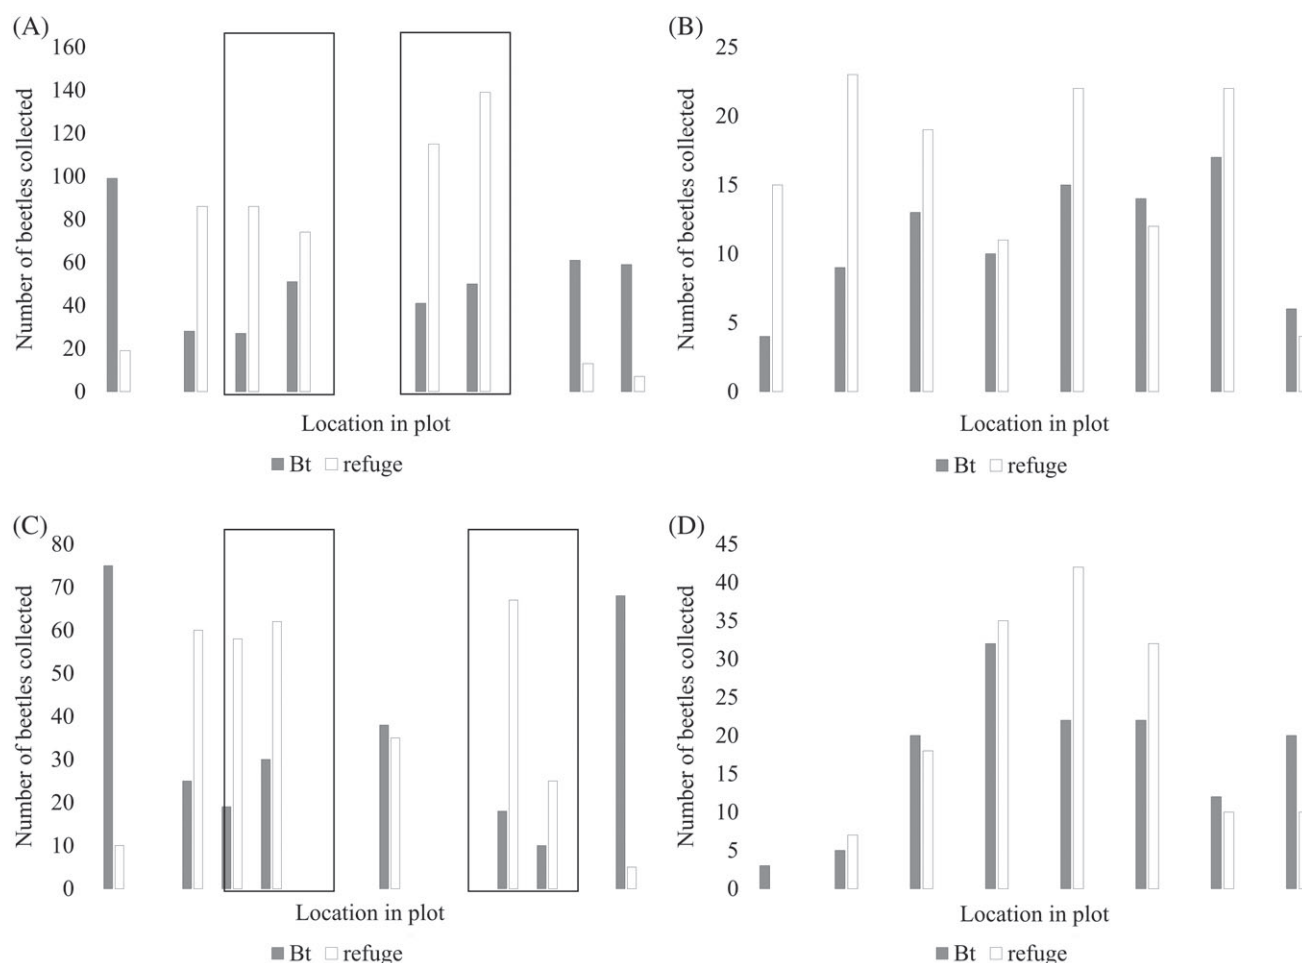 (A)
Number of beetles collected
160
140
120
100
80
60
40
20
0
Location in plot
Bt refuge
(B)
Number of beetles collected
25
20
15
10
5
0
Location in plot
Bt refuge
(C)
Number of beetles collected
80
70
60
50
40
30
20
10
0
Location in plot
Bt refuge
(D)
Number of beetles collected
45
40
35
30
25
20
15
10
5
0
Location in plot
Bt refuge